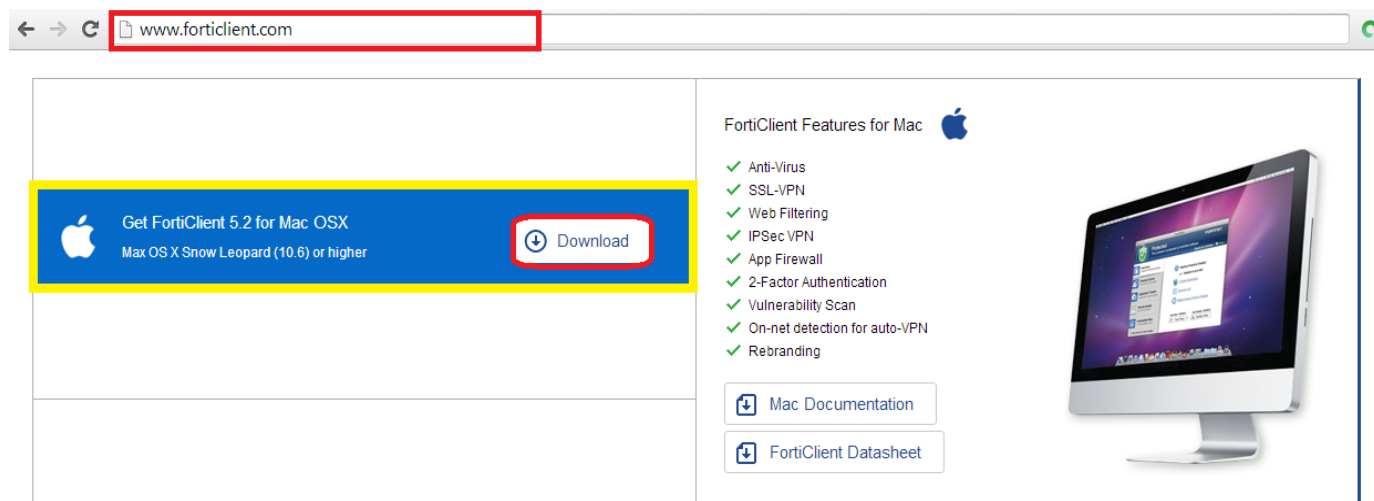 www.forticlient.com
Get FortiClient 5.2 for Mac OSX
Max OS X Snow Leopard (10.6) or higher
Download
FortiClient Features for Mac
Anti-Virus
SSL-VPN
Web Filtering
IPSec VPN
App Firewall
2-Factor Authentication
Vulnerability Scan
On-net detection for auto-VPN
Rebranding
Mac Documentation
FortiClient Datasheet